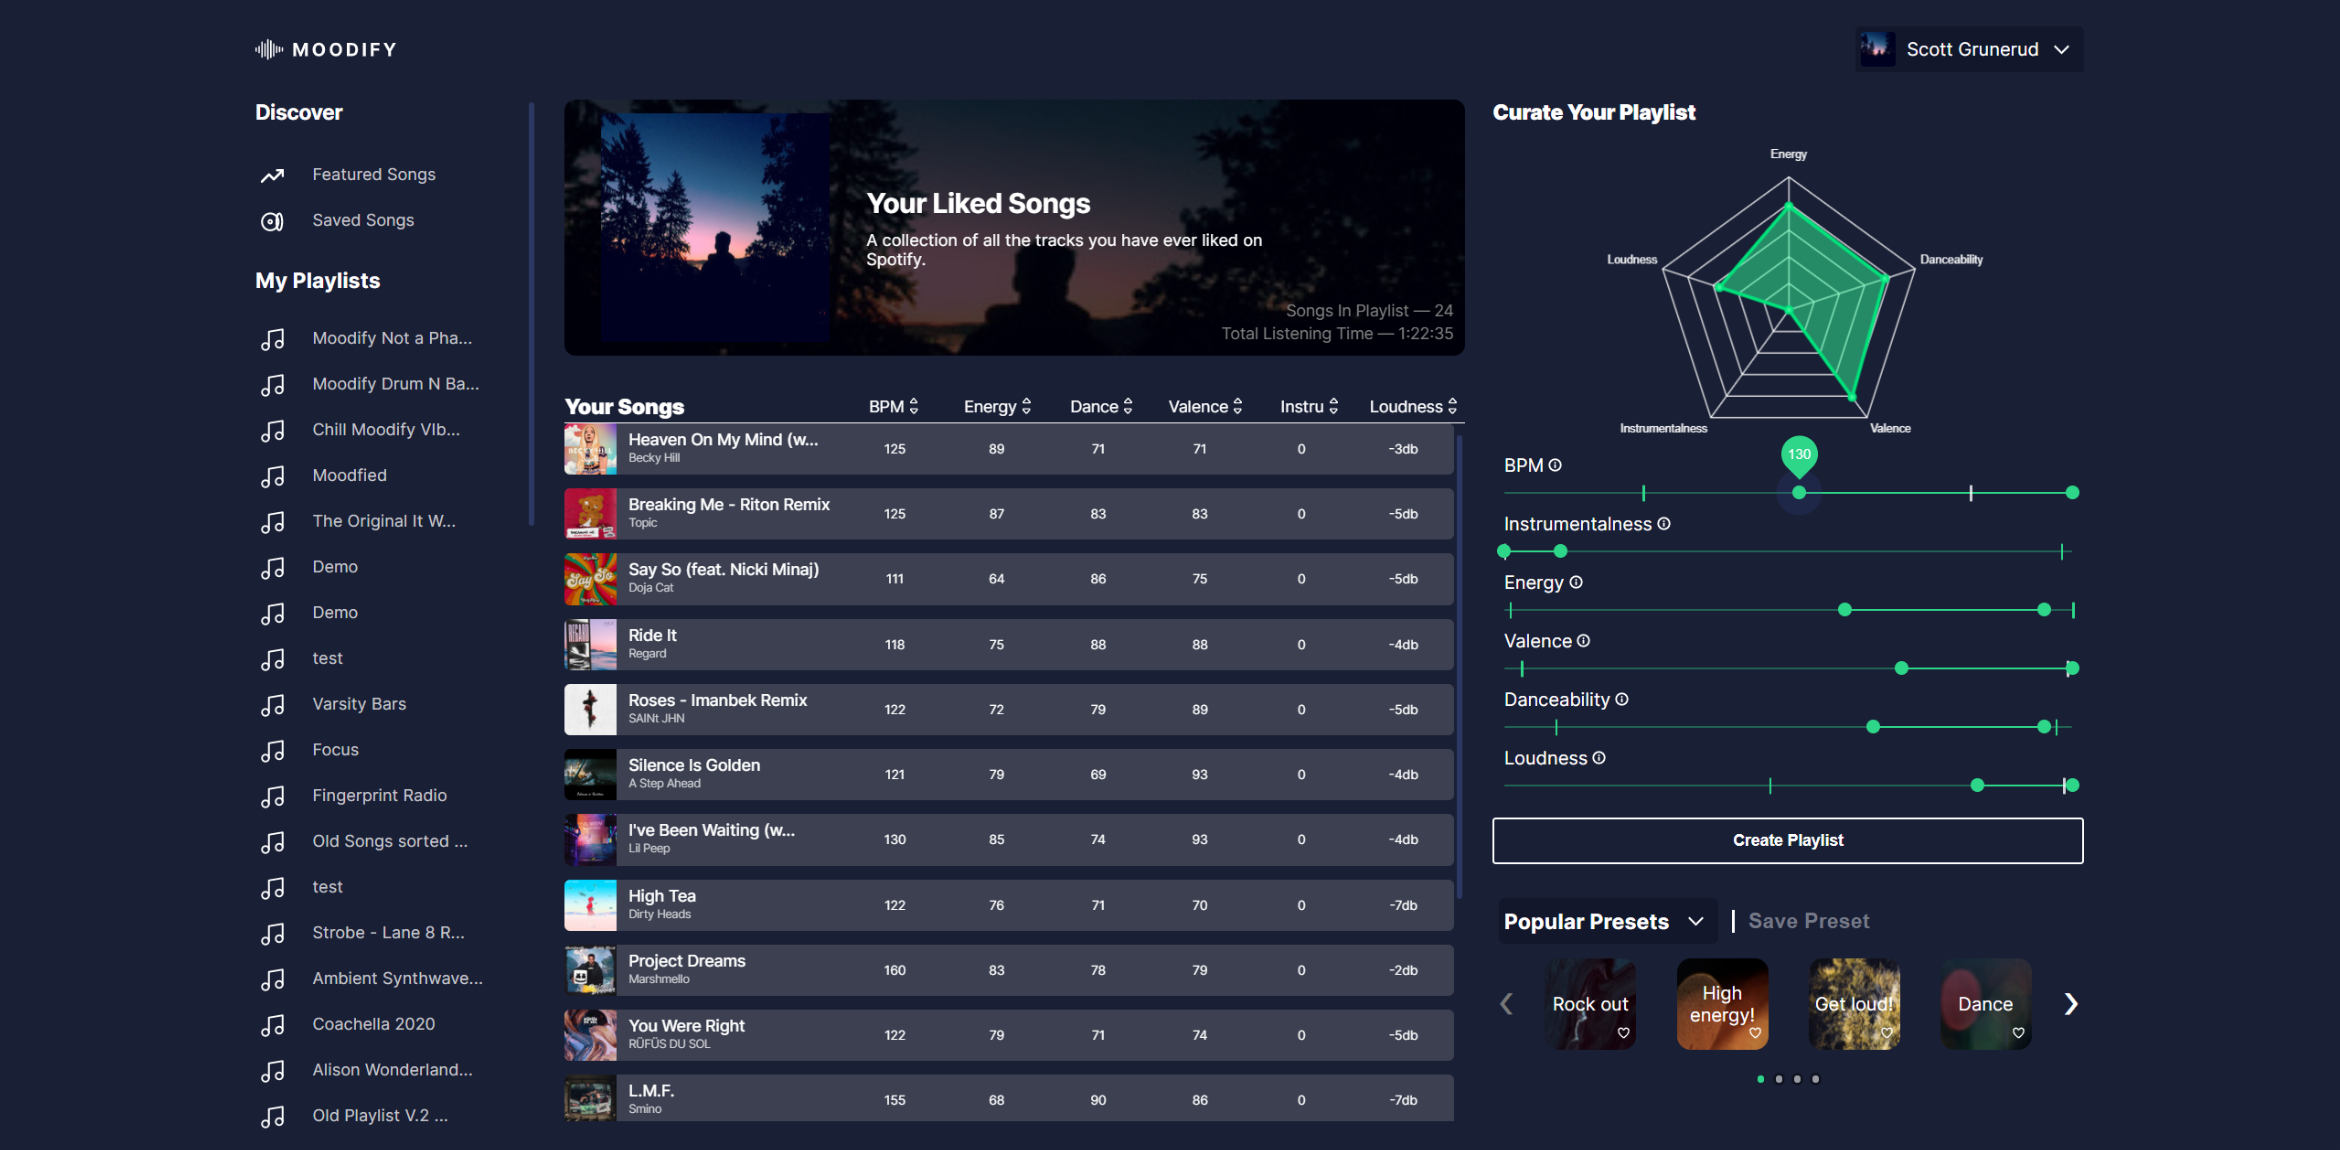 MOODIFY
Scott Grunerud
Discover
Featured Songs
Saved Songs
My Playlists
Moodify Not a Pha...
Moodify Drum N Ba...
Chill Moodify VIb...
Moodfied
The Original It W...
Demo
Demo
test
Varsity Bars
Focus
Fingerprint Radio
Old Songs sorted ...
test
Strobe - Lane 8 R...
Ambient Synthwave...
Coachella 2020
Alison Wonderland...
Old Playlist V.2 ...
Your Liked Songs
A collection of all the tracks you have ever liked on
Spotify.
Songs In Playlist — 24
Total Listening Time — 1:22:35
Your Songs BPM Energy Dance Valence Instru Loudness
Heaven On My Mind (w...
Becky Hill
125 89 71 71 0 -3db
Breaking Me - Riton Remix
Topic
125 87 83 83 0 -5db
Say So
Say So (feat. Nicki Minaj)
Doja Cat
111 64 86 75 0 -5db
REGARD
Ride It
Regard
118 75 88 88 0 -4db
Roses - Imanbek Remix
SAINt JHN
122 72 79 89 0 -5db
Silence Is Golden
A Step Ahead
121 79 69 93 0 -4db
I've Been Waiting (w...
Lil Peep
130 85 74 93 0 -4db
High Tea
Dirty Heads
122 76 71 70 0 -7db
Project Dreams
Marshmello
160 83 78 79 0 -2db
You Were Right
RÜFÜS DU SOL
122 79 71 74 0 -5db
L.M.F.
Smino
155 68 90 86 0 -7db
Curate Your Playlist
Energy
Loudness
Danceability
Instrumentalness
Valence
130
BPM
Instrumentalness
Energy
Valence
Danceability
Loudness
Create Playlist
Popular Presets | Save Preset
Rock out
High
energy!
Get loud!
Dance